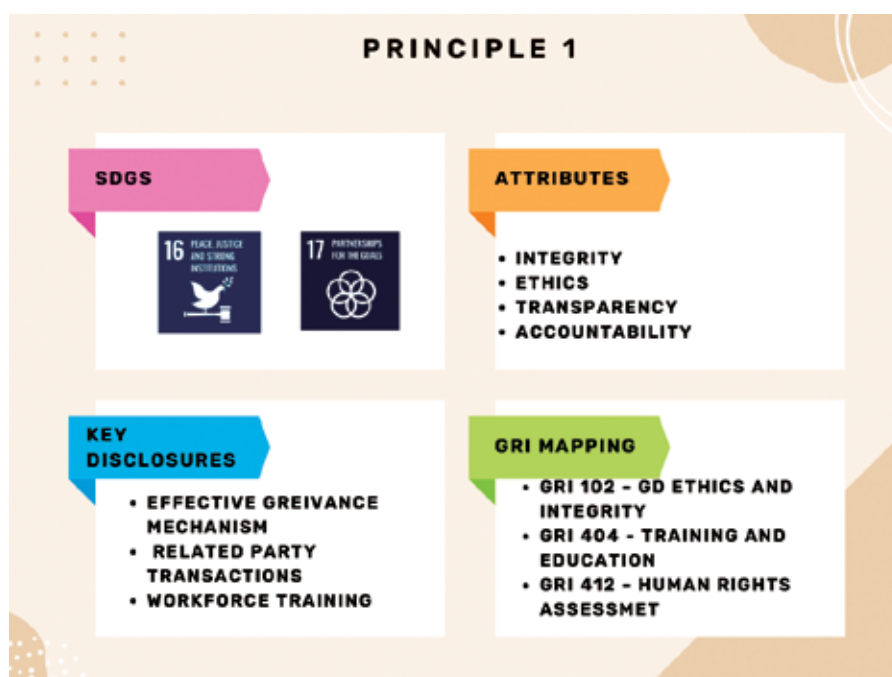 PRINCIPLE 1
SDGS
16 PEACE, JUSTICE
AND STRONG
INSTITUTIONS
17 PARTNERSHIPS
FOR THE GOALS
ATTRIBUTES
• INTEGRITY
• ETHICS
• TRANSPARENCY
• ACCOUNTABILITY
KEY
DISCLOSURES
• EFFECTIVE GREIVANCE
MECHANISM
• RELATED PARTY
TRANSACTIONS
• WORKFORCE TRAINING
GRI MAPPING
• GRI 102 - GD ETHICS AND
INTEGRITY
• GRI 404 - TRAINING AND
EDUCATION
• GRI 412 - HUMAN RIGHTS
ASSESSMET